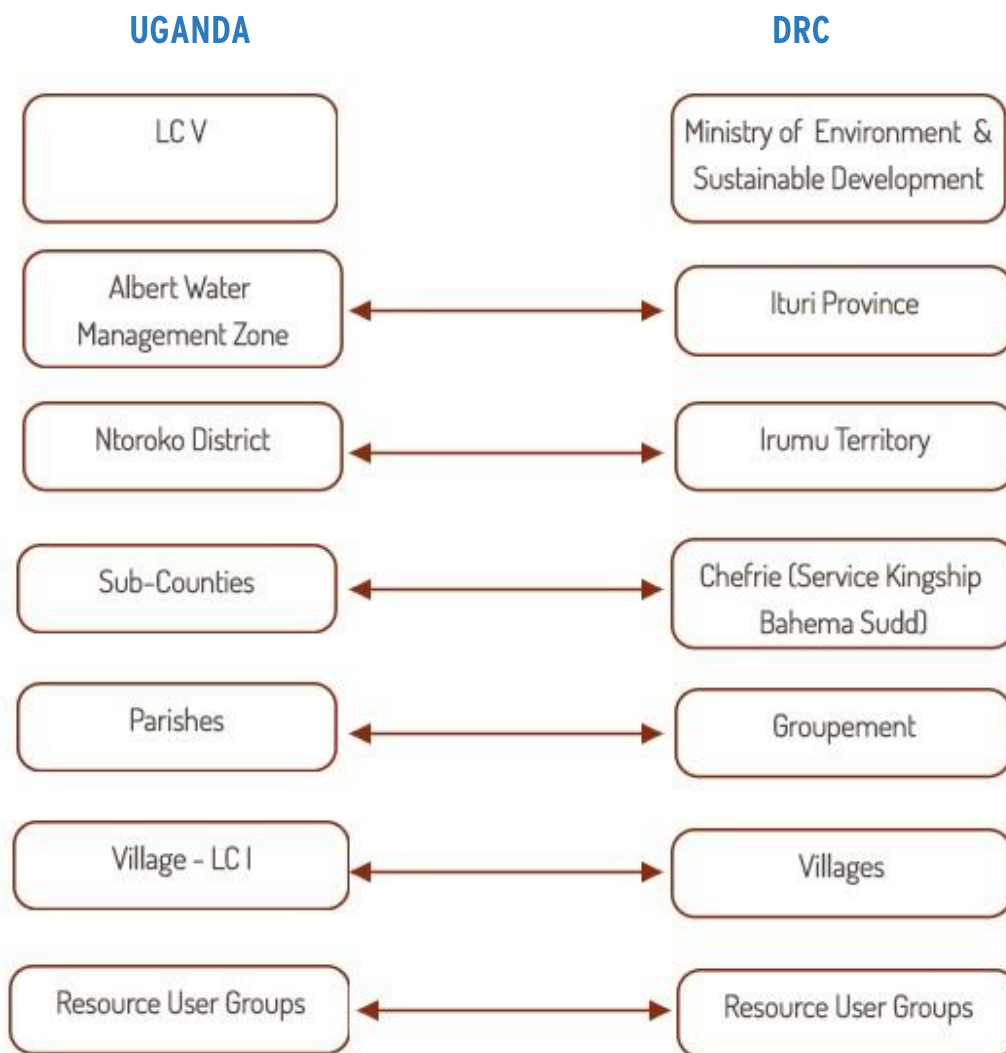 UGANDA DRC
LC V
Ministry of Environment &
Sustainable Development
Albert Water
Management Zone
Ituri Province
Ntoroko District
Irumu Territory
Sub-Counties
Chefrie (Service Kingship
Bahema Sudd)
Parishes
Groupement
Village - LC I
Villages
Resource User Groups
Resource User Groups